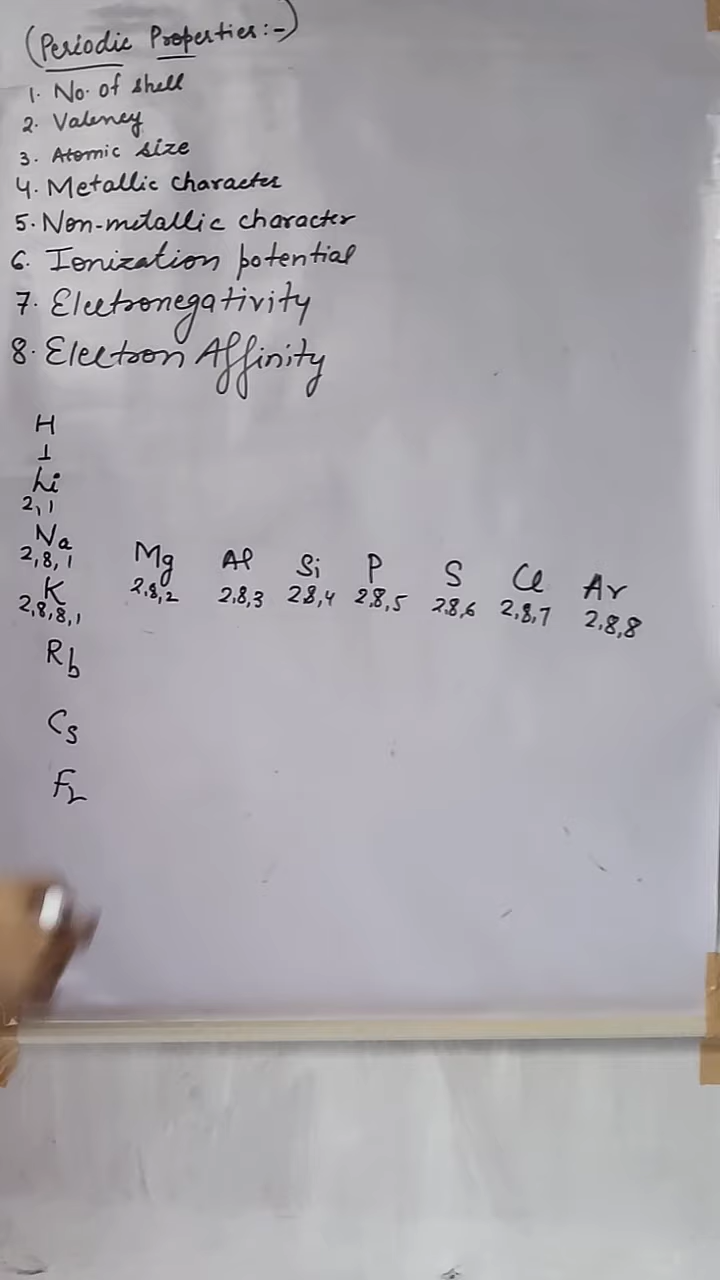 (Periodic Properties:-)
1. No. of shell
2. Valency
3. Atomic size
4. Metallic character
5. Non-metallic character
6. Ionization potential
7. Electronegativity
8. Electron Affinity
H
1
Li
2,1
Na Mg Al Si P S Cl Ar
2,8,1 2,8,2 2,8,3 2,8,4 2,8,5 2,8,6 2,8,7 2,8,8
K
2,8,8,1
Rb
Cs
Fr